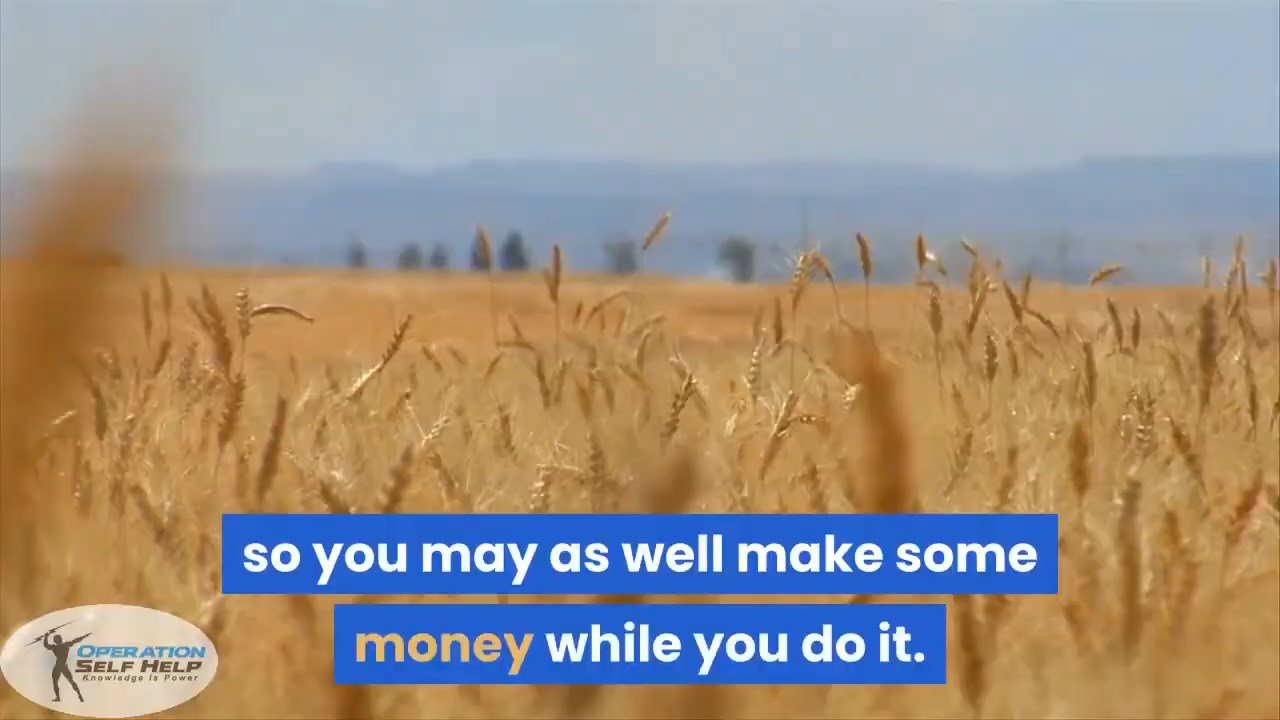 so you may as well make some
money while you do it.
OPERATION
SELF HELP
Knowledge Is Power